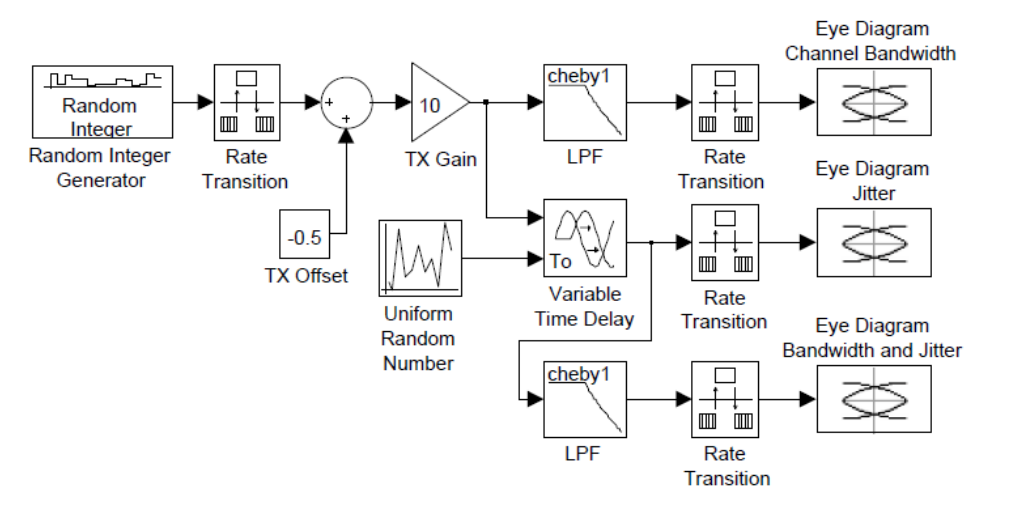 Eye Diagram
Channel Bandwidth
Random
Integer
Random Integer
Generator
Rate
Transition
+
+
10
TX Gain
cheby1
LPF
Rate
Transition
-0.5
TX Offset
Uniform
Random
Number
To
Variable
Time Delay
Rate
Transition
Eye Diagram
Jitter
cheby1
LPF
Rate
Transition
Eye Diagram
Bandwidth and Jitter